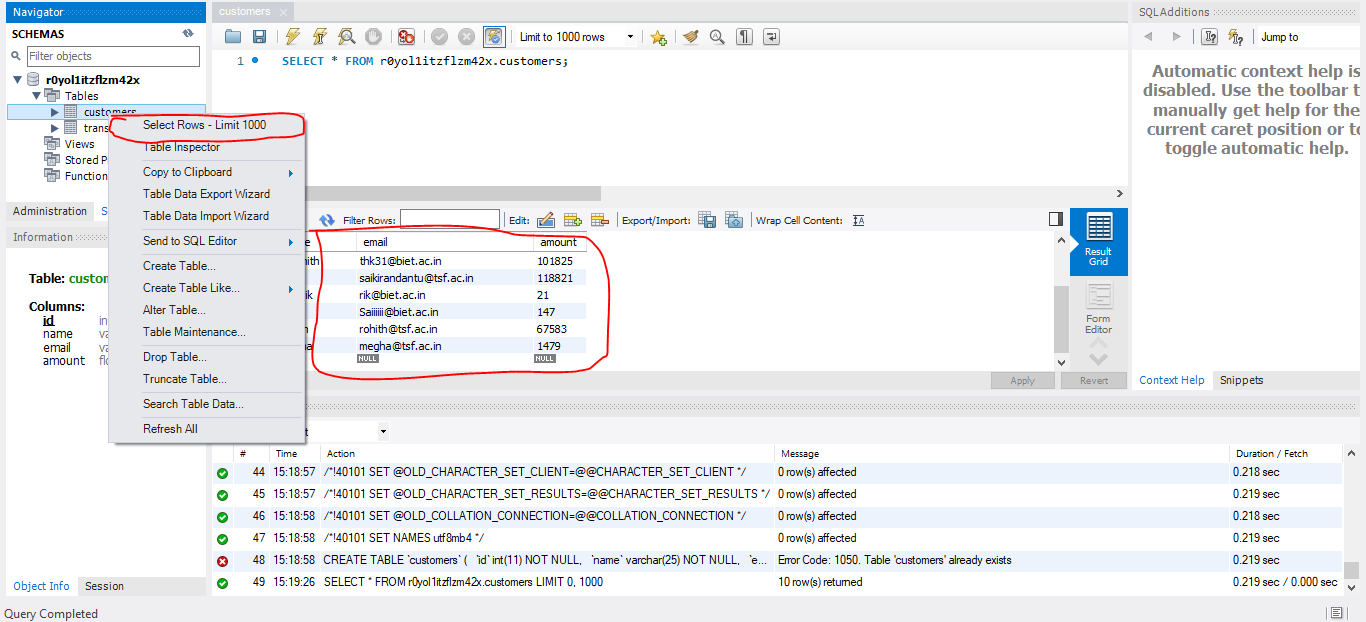 Navigator
SCHEMAS
Filter objects
r0yol1itzflzm42x
Tables
customers
trans
Views
Stored P
Function
Administration S
Information
Table: custom
Columns:
id in
name va
email va
amount flo
Object Info Session
Query Completed
Select Rows - Limit 1000
Table Inspector
Copy to Clipboard
Table Data Export Wizard
Table Data Import Wizard
Send to SQL Editor
Create Table...
Create Table Like...
Alter Table...
Table Maintenance...
Drop Table...
Truncate Table...
Search Table Data...
Refresh All
customers
Limit to 1000 rows
1 SELECT * FROM r0yol1itzflzm42x.customers;
Filter Rows: Edit: Export/Import: Wrap Cell Content:
e email amount
ith thk31@biet.ac.in 101825
saikirandantu@tsf.ac.in 118821
ik rik@biet.ac.in 21
Saiiiiii@biet.ac.in 147
rohith@tsf.ac.in 67583
a megha@tsf.ac.in 1479
NULL NULL
Result
Grid
Form
Editor
Apply Revert
SQLAdditions
Jump to
Automatic context help is
disabled. Use the toolbar t
manually get help for the
current caret position or to
toggle automatic help.
Context Help Snippets
t
# Time Action Message Duration / Fetch
44 15:18:57 /*!40101 SET @OLD_CHARACTER_SET_CLIENT=@@CHARACTER_SET_CLIENT */ 0 row(s) affected 0.218 sec
45 15:18:57 /*!40101 SET @OLD_CHARACTER_SET_RESULTS=@@CHARACTER_SET_RESULTS */ 0 row(s) affected 0.219 sec
46 15:18:58 /*!40101 SET @OLD_COLLATION_CONNECTION=@@COLLATION_CONNECTION */ 0 row(s) affected 0.219 sec
47 15:18:58 /*!40101 SET NAMES utf8mb4 */ 0 row(s) affected 0.219 sec
48 15:18:58 CREATE TABLE `customers` ( `id` int(11) NOT NULL, `name` varchar(25) NOT NULL, `e... Error Code: 1050. Table 'customers' already exists 0.219 sec
49 15:19:26 SELECT * FROM r0yol1itzflzm42x.customers LIMIT 0, 1000 10 row(s) returned 0.219 sec / 0.000 sec